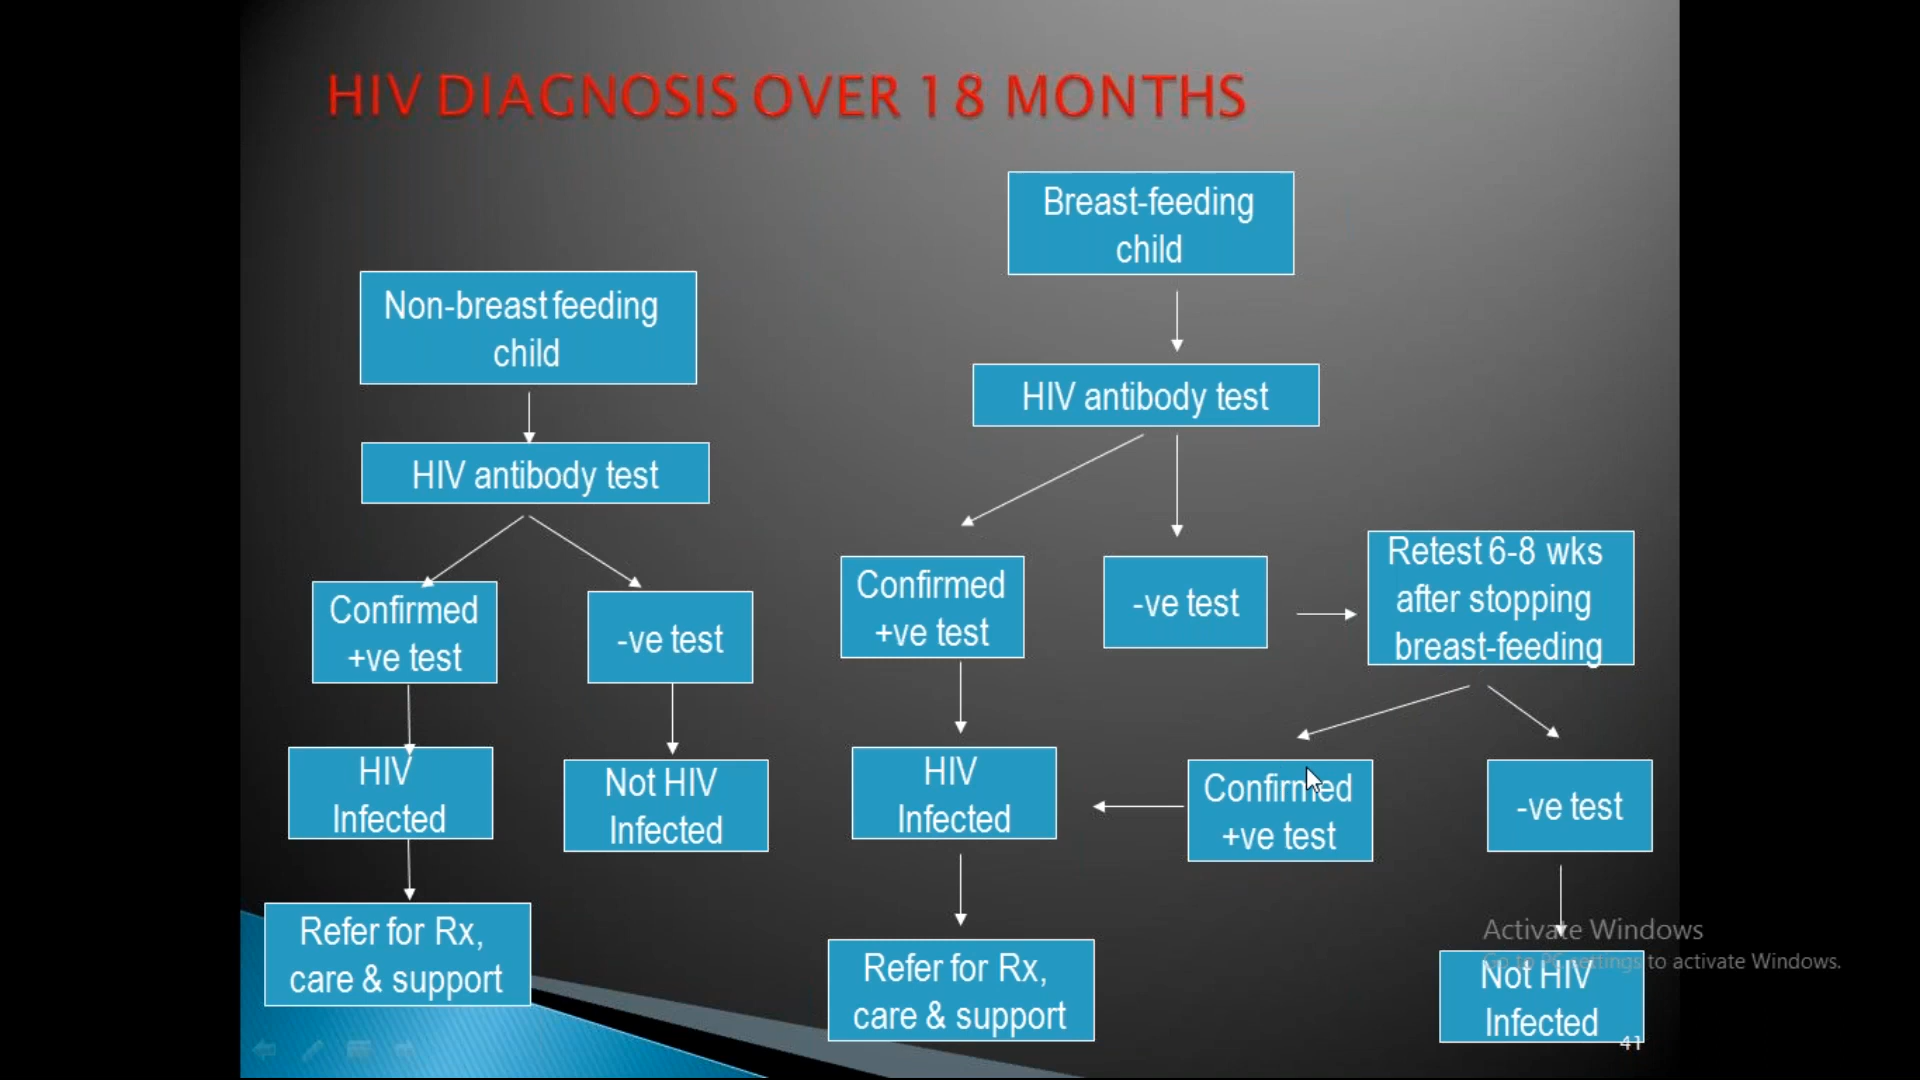 HIV DIAGNOSIS OVER 18 MONTHS
Non-breast feeding
child
HIV antibody test
Confirmed
+ve test
-ve test
HIV
Infected
Not HIV
Infected
Refer for Rx,
care & support
Breast-feeding
child
HIV antibody test
Confirmed
+ve test
-ve test
Retest 6-8 wks
after stopping
breast-feeding
HIV
Infected
Confirmed
+ve test
-ve test
Refer for Rx,
care & support
Not HIV
Infected
Activate Windows
Go to PC settings to activate Windows.
41